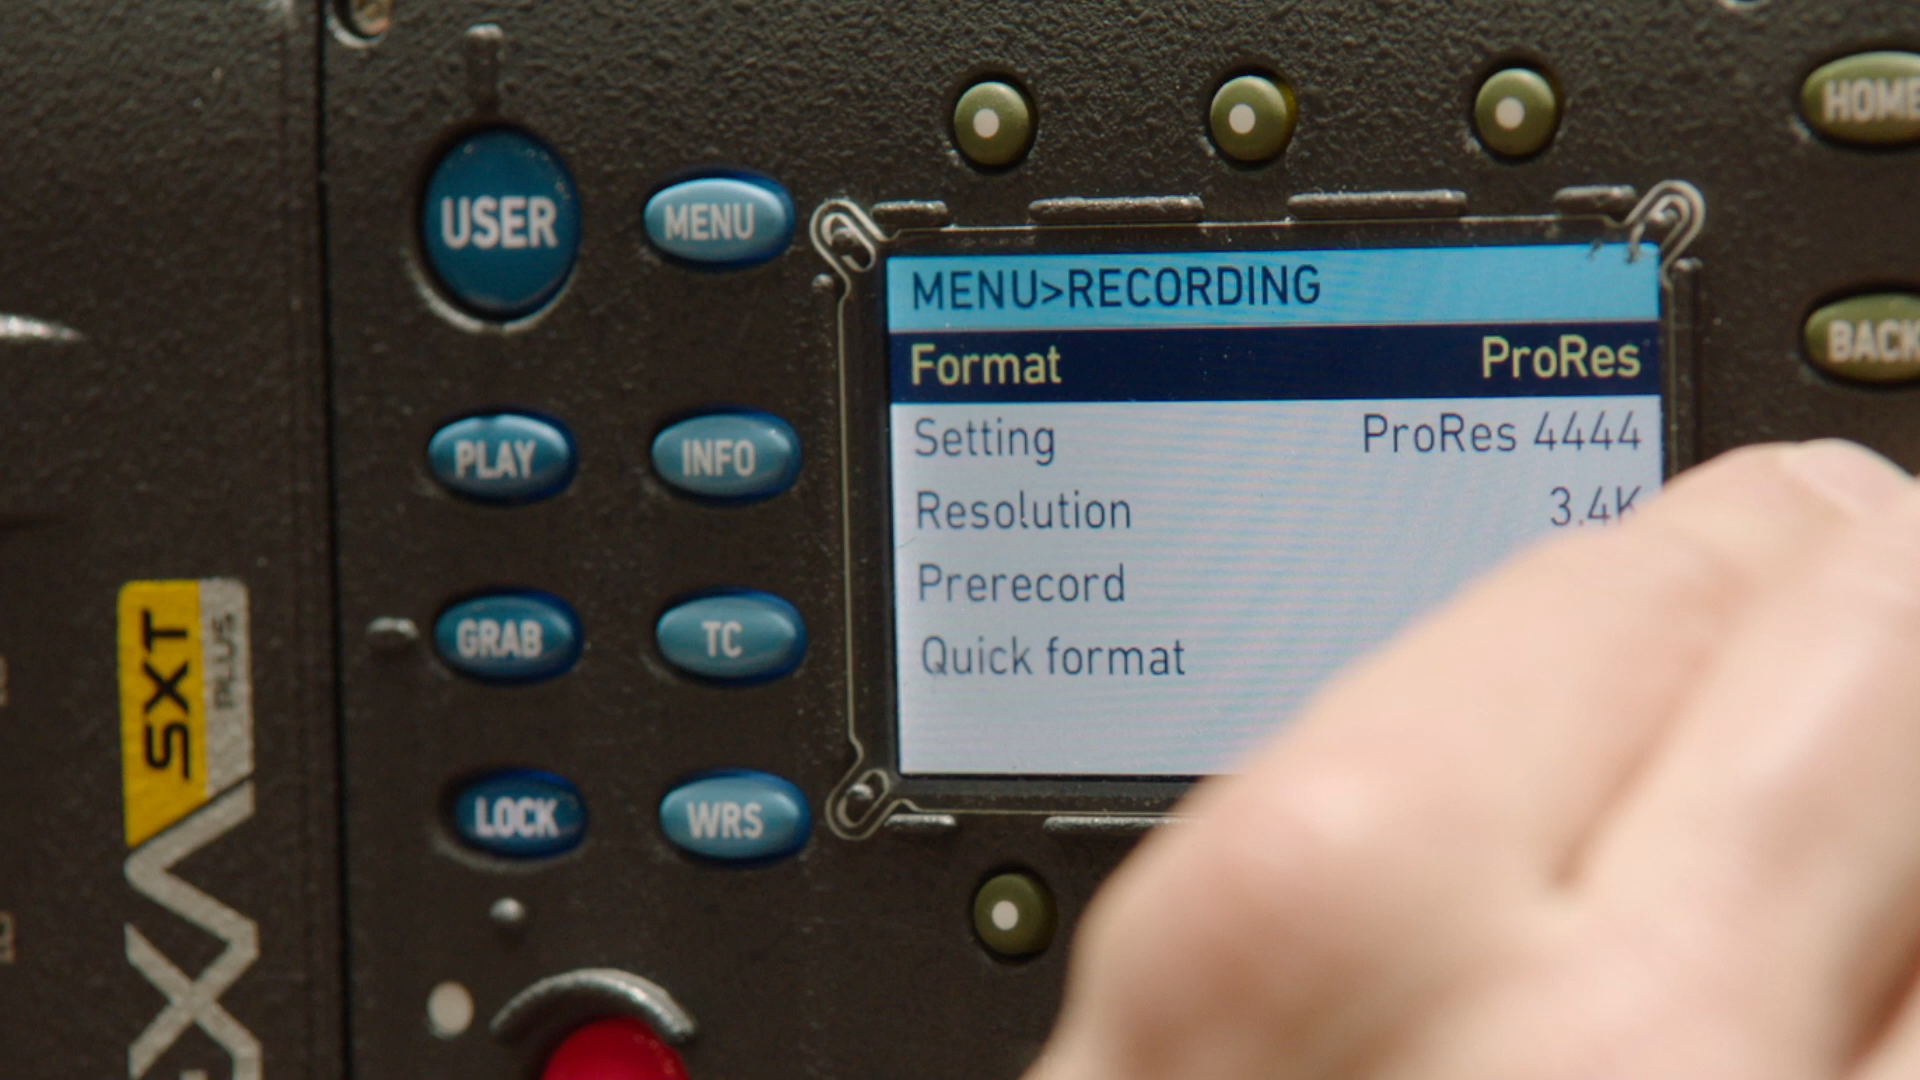 HOME
USER
MENU
MENU>RECORDING
Format ProRes
BACK
Setting ProRes 4444
PLAY
INFO
Resolution 3.4K
Prerecord
GRAB
TC
Quick format
SXT
PLUS
LOCK
WRS